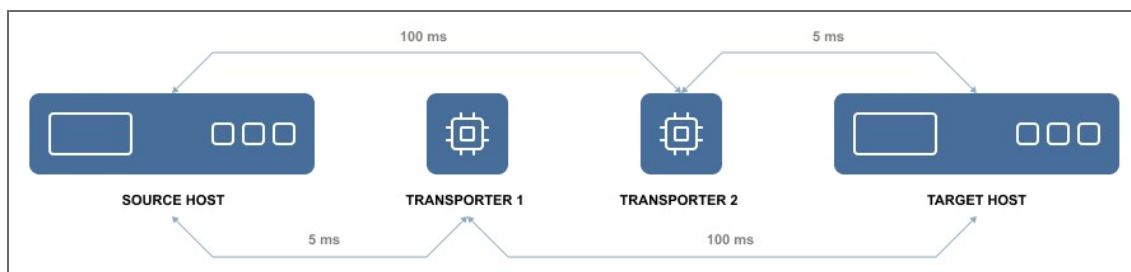 100 ms
5 ms
SOURCE HOST
TRANSPORTER 1
TRANSPORTER 2
TARGET HOST
5 ms
100 ms